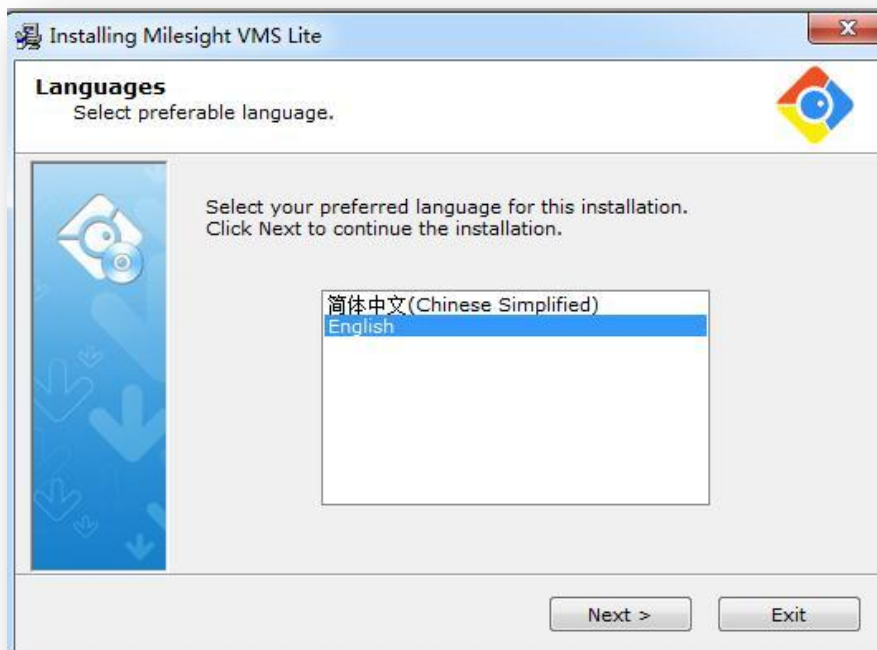 Installing Milesight VMS Lite
Languages
Select preferable language.
Select your preferred language for this installation.
Click Next to continue the installation.
简体中文(Chinese Simplified)
English
Next >
Exit